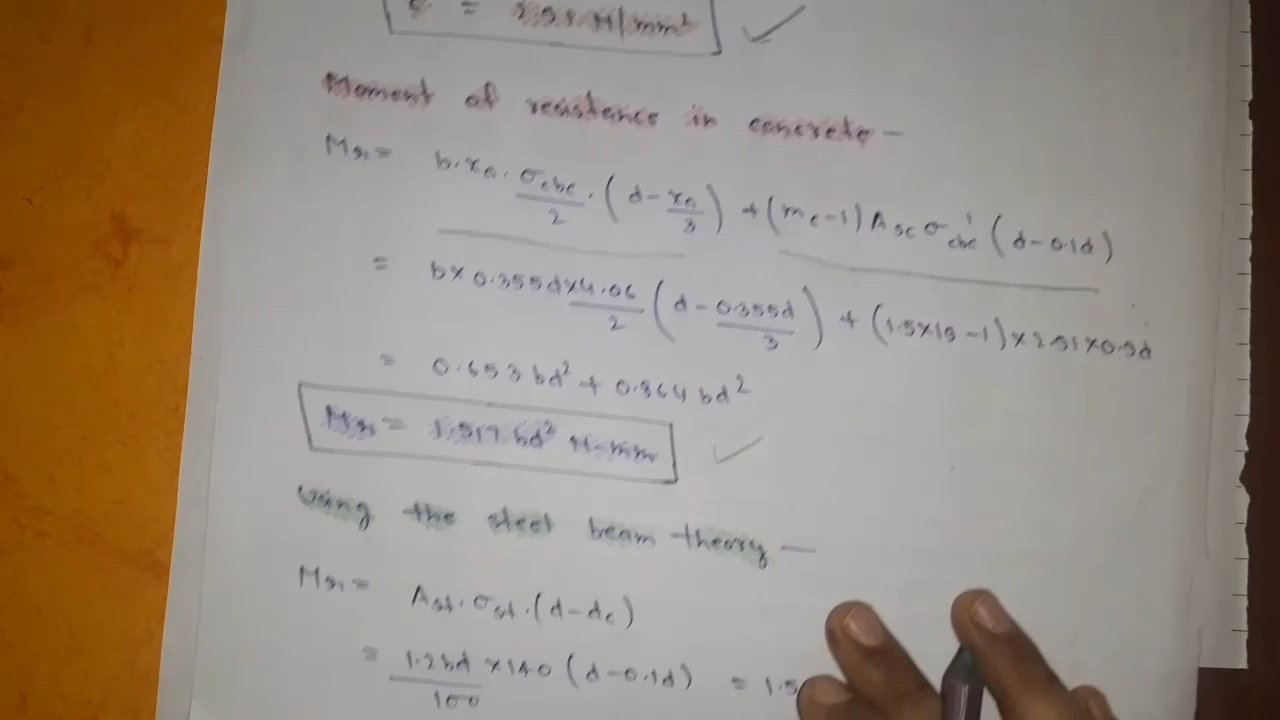 = N/mm²
Moment of resistance in concrete —
Mr = b.xa. σcbc/2 . (d - xa/3) + (mc-1) Asc σ'cbc (d-0.1d)
= b×0.355d×4.06/2 (d - 0.355d/3) + (1.5×19-1)×2.91×0.9d
= 0.653 bd² + 0.864 bd²
Mr = 1.517 bd² N-mm
Using the steel beam theory —
Mr = Ast. σst. (d-dc)
= 1.2bd/100 ×140 (d-0.1d) = 1.5